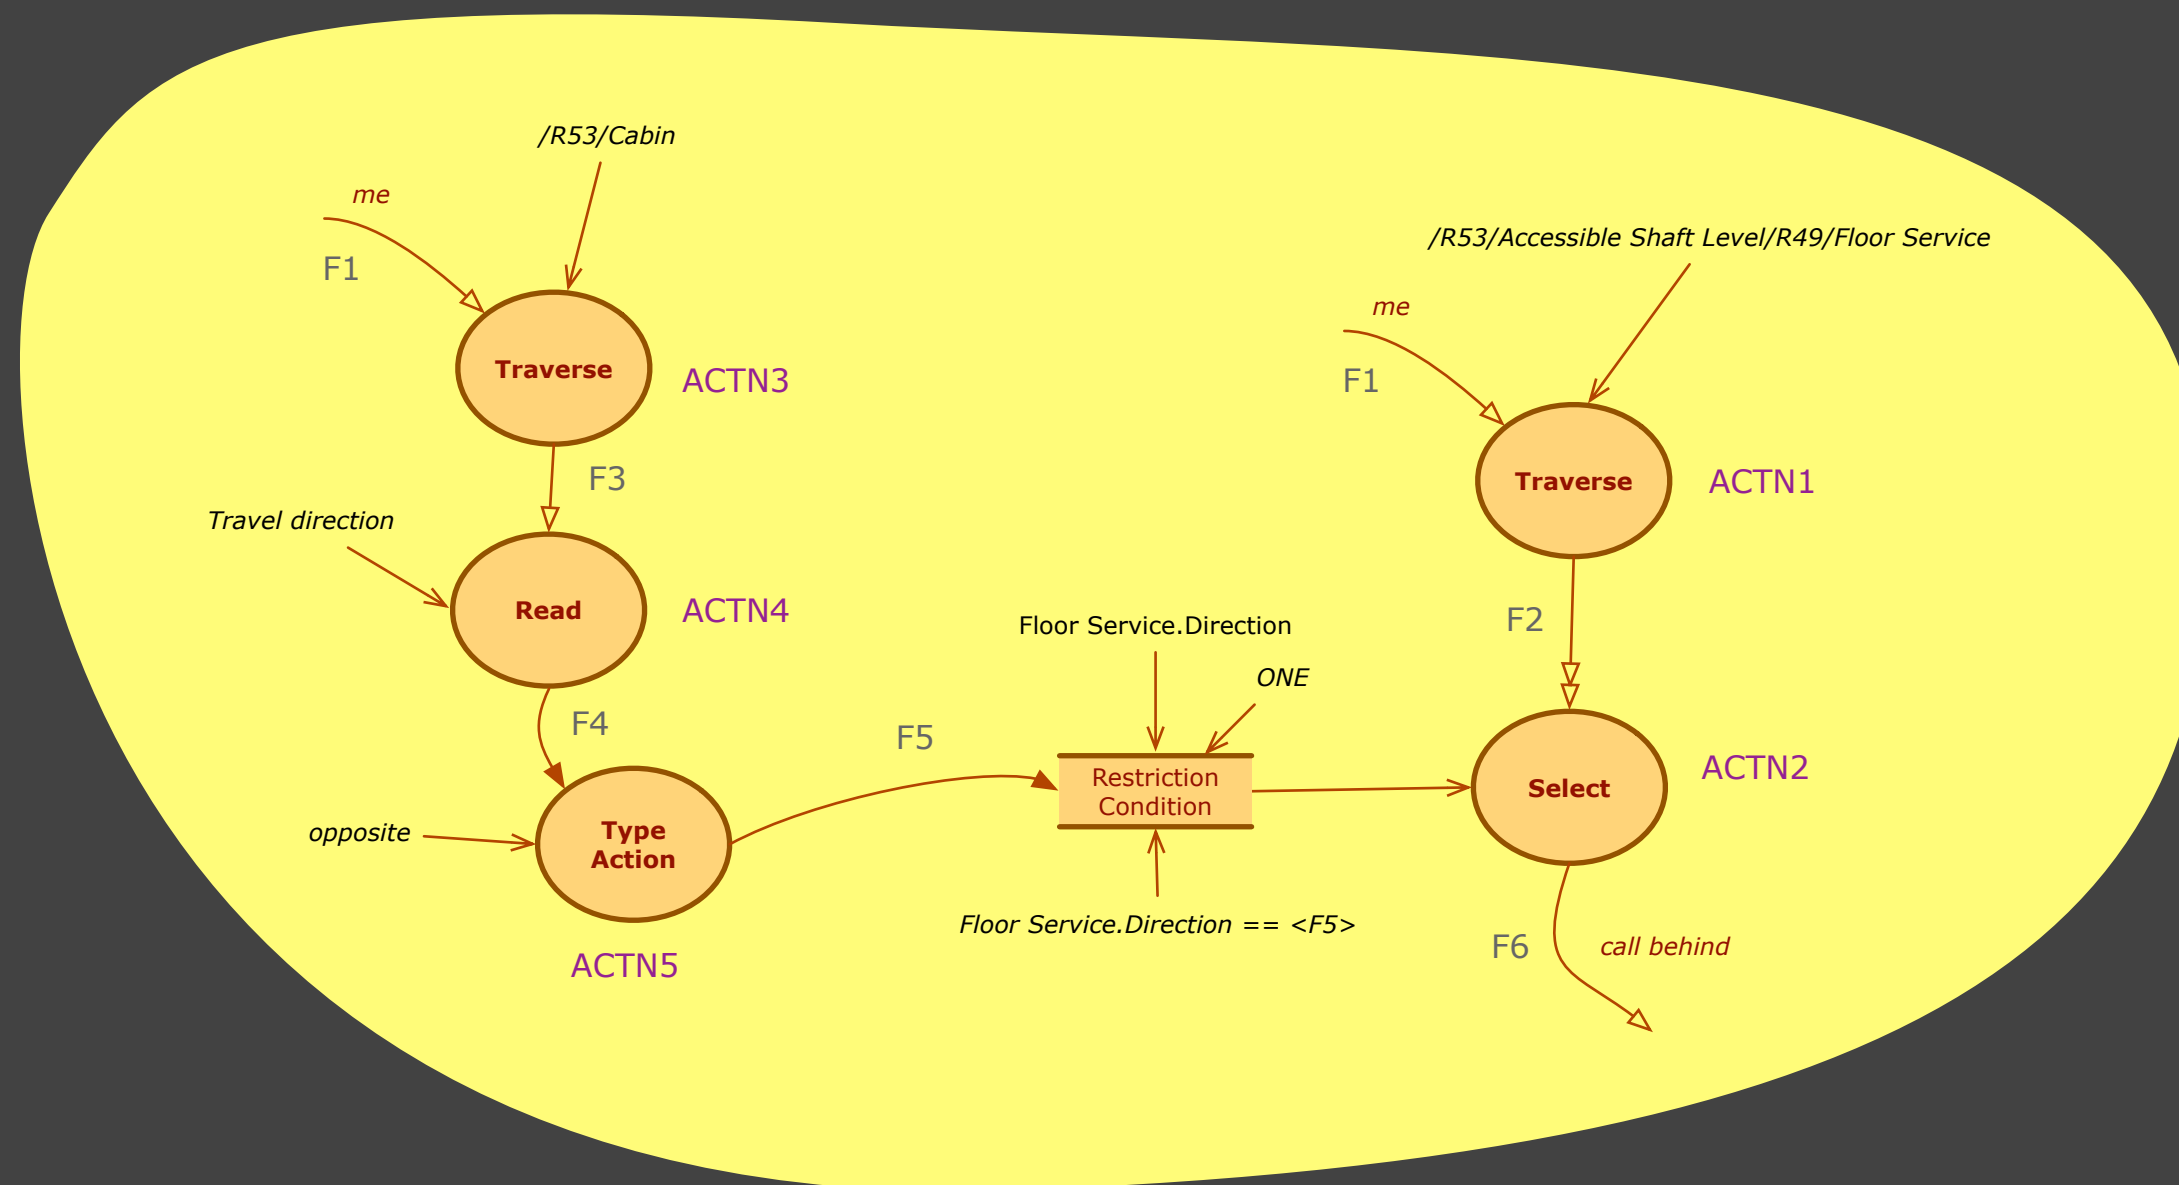 /R53/Cabin
me
F1
Traverse
ACTN3
F3
Travel direction
Read
ACTN4
F4
opposite
Type
Action
ACTN5
F5
Floor Service.Direction
ONE
Restriction
Condition
Floor Service.Direction == <F5>
/R53/Accessible Shaft Level/R49/Floor Service
me
F1
Traverse
ACTN1
F2
Select
ACTN2
F6
call behind